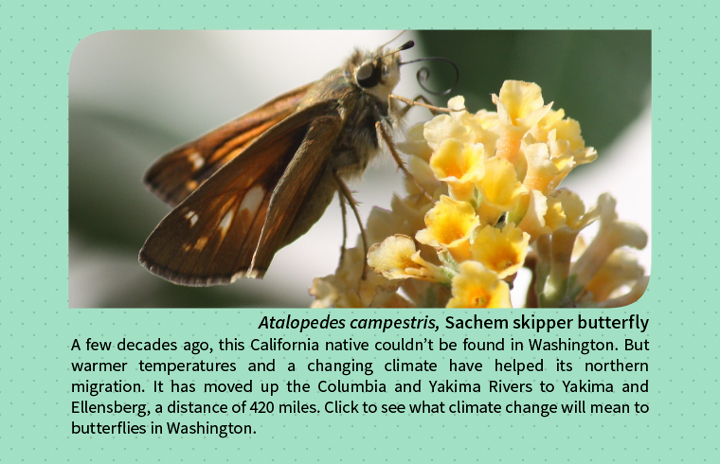 Atalopedes campestris, Sachem skipper butterfly
A few decades ago, this California native couldn't be found in Washington. But
warmer temperatures and a changing climate have helped its northern
migration. It has moved up the Columbia and Yakima Rivers to Yakima and
Ellensberg, a distance of 420 miles. Click to see what climate change will mean to
butterflies in Washington.